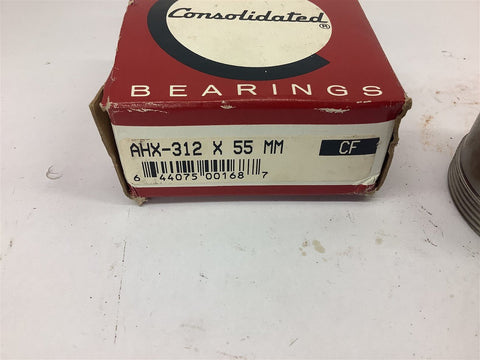 Consolidated®
BEARINGS
AHX-312 X 55 MM CF
6 44075 00168 7